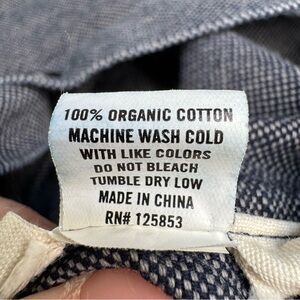 100% ORGANIC COTTON
MACHINE WASH COLD
WITH LIKE COLORS
DO NOT BLEACH
TUMBLE DRY LOW
MADE IN CHINA
RN# 125853